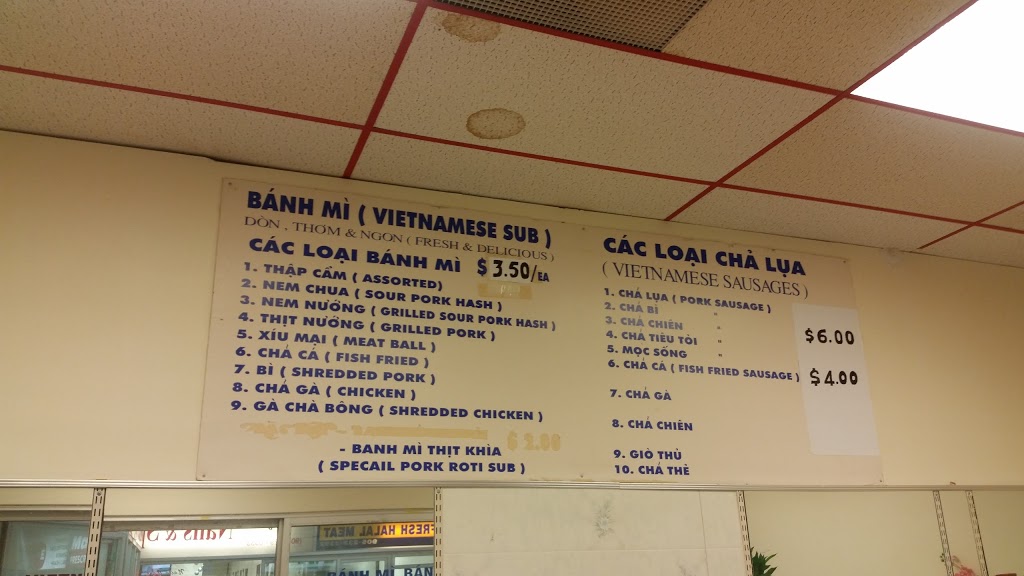 BÁNH MÌ ( VIETNAMESE SUB )
DÒN . THƠM & NGON ( FRESH & DELICIOUS )
CÁC LOẠI BÁNH MÌ $ 3.50/EA
1. THẬP CẨM ( ASSORTED)
2. NEM CHUA ( SOUR PORK HASH )
3. NEM NƯỚNG ( GRILLED SOUR PORK HASH )
4. THỊT NƯỚNG ( GRILLED PORK )
5. XÍU MẠI ( MEAT BALL )
6. CHẢ CÁ ( FISH FRIED )
7. BÌ ( SHREDDED PORK )
8. CHẢ GÀ ( CHICKEN )
9. GÀ CHÀ BÔNG ( SHREDDED CHICKEN )
- BANH MÌ THỊT KHÌA
( SPECAIL PORK ROTI SUB )
CÁC LOẠI CHẢ LỤA
( VIETNAMESE SAUSAGES )
1. CHẢ LỤA ( PORK SAUSAGE )
2. CHẢ BÌ "
3. CHẢ CHIÊN "
4. CHẢ TIÊU TỎI "
5. MỌC SỐNG "
$6.00
6. CHẢ CÁ ( FISH FRIED SAUSAGE )
$4.00
7. CHẢ GÀ
8. CHẢ CHIÊN
9. GIÒ THỦ
10. CHẢ THẺ
Nails & Sp
FRESH HALAL MEAT
BÁNH MÌ BÁN